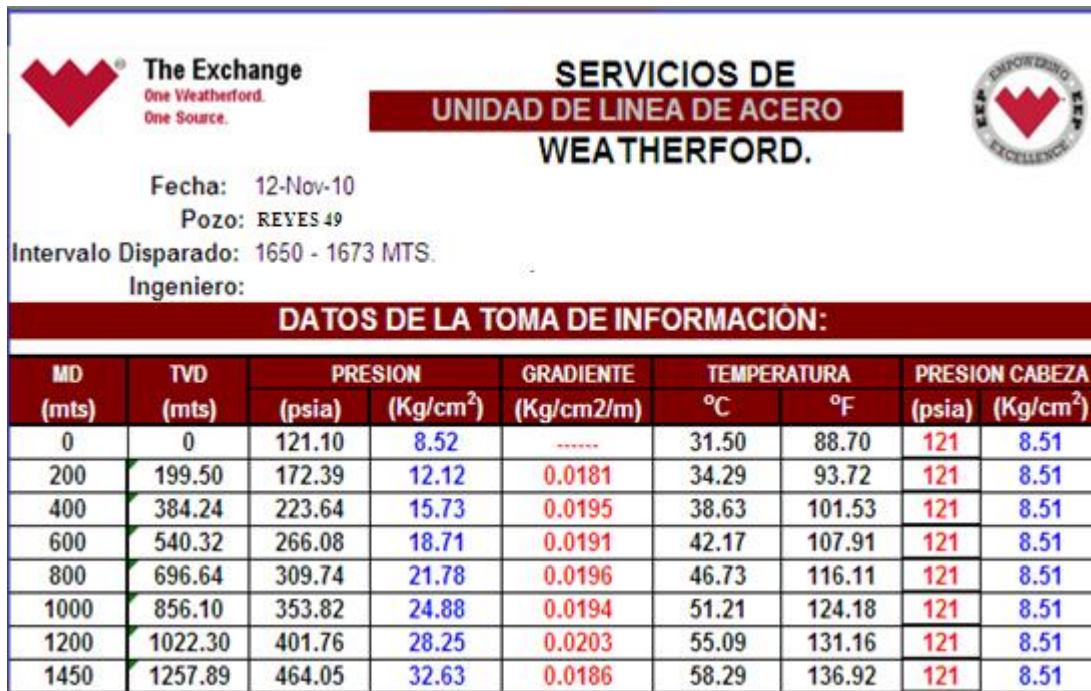 The Exchange
One Weatherford.
One Source.
SERVICIOS DE
UNIDAD DE LINEA DE ACERO
WEATHERFORD.
EMPOWERING EXCELLENCE
EEP EEP
Fecha: 12-Nov-10
Pozo: REYES 49
Intervalo Disparado: 1650 - 1673 MTS.
Ingeniero:
DATOS DE LA TOMA DE INFORMACIÓN:
MD TVD PRESION GRADIENTE TEMPERATURA PRESION CABEZA
(mts) (mts) (psia) (Kg/cm²) (Kg/cm2/m) ºC ºF (psia) (Kg/cm²)
0 0 121.10 8.52 ------ 31.50 88.70 121 8.51
200 199.50 172.39 12.12 0.0181 34.29 93.72 121 8.51
400 384.24 223.64 15.73 0.0195 38.63 101.53 121 8.51
600 540.32 266.08 18.71 0.0191 42.17 107.91 121 8.51
800 696.64 309.74 21.78 0.0196 46.73 116.11 121 8.51
1000 856.10 353.82 24.88 0.0194 51.21 124.18 121 8.51
1200 1022.30 401.76 28.25 0.0203 55.09 131.16 121 8.51
1450 1257.89 464.05 32.63 0.0186 58.29 136.92 121 8.51